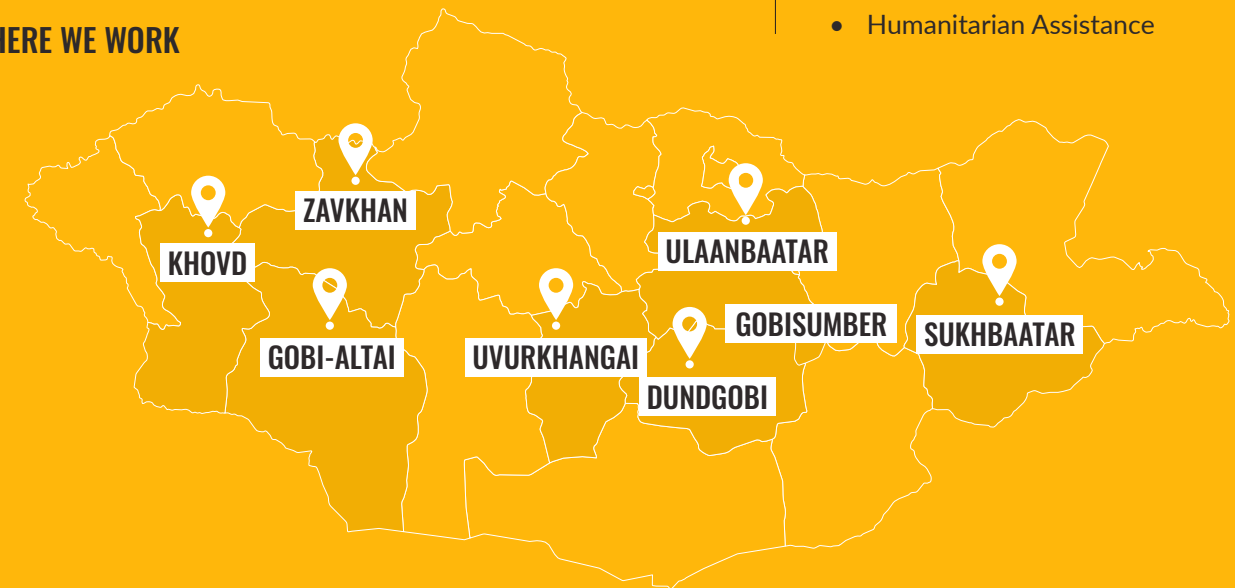 HERE WE WORK
• Humanitarian Assistance
ZAVKHAN
KHOVD
ULAANBAATAR
GOBISUMBER
SUKHBAATAR
GOBI-ALTAI
UVURKHANGAI
DUNDGOBI